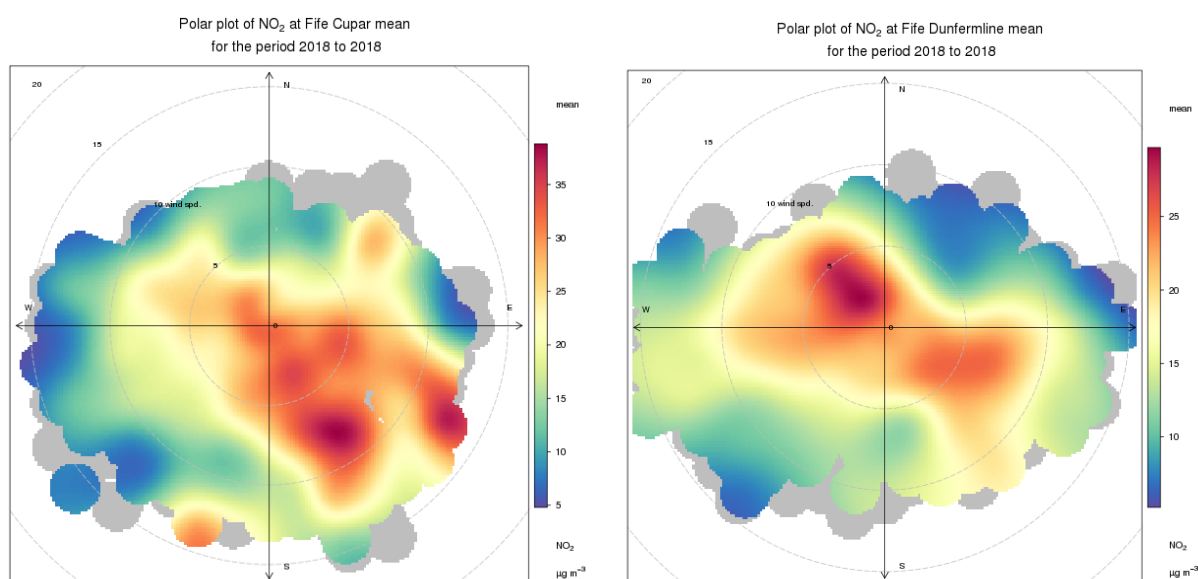 Polar plot of NO₂ at Fife Cupar mean
for the period 2018 to 2018
20
15
10 wind spd.
5
0
N
W
E
S
mean
35
30
25
20
15
10
5
NO₂
µg m⁻³
Polar plot of NO₂ at Fife Dunfermline mean
for the period 2018 to 2018
20
15
10 wind spd.
5
0
N
W
E
S
mean
25
20
15
10
NO₂
µg m⁻³